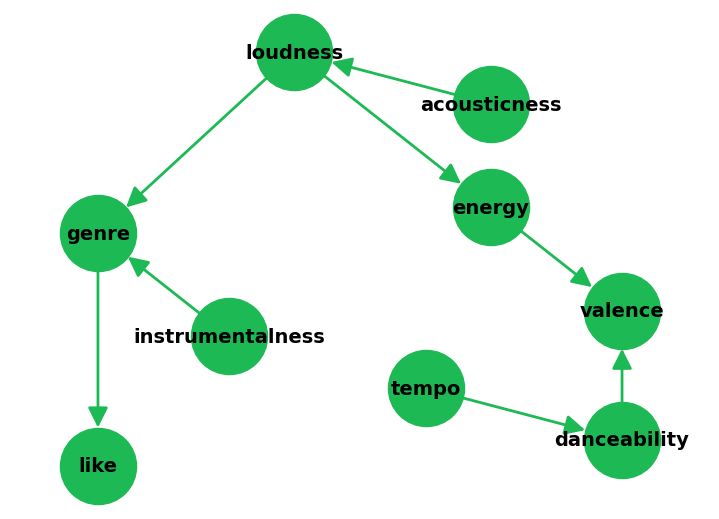 loudness
acousticness
energy
genre
valence
instrumentalness
tempo
danceability
like